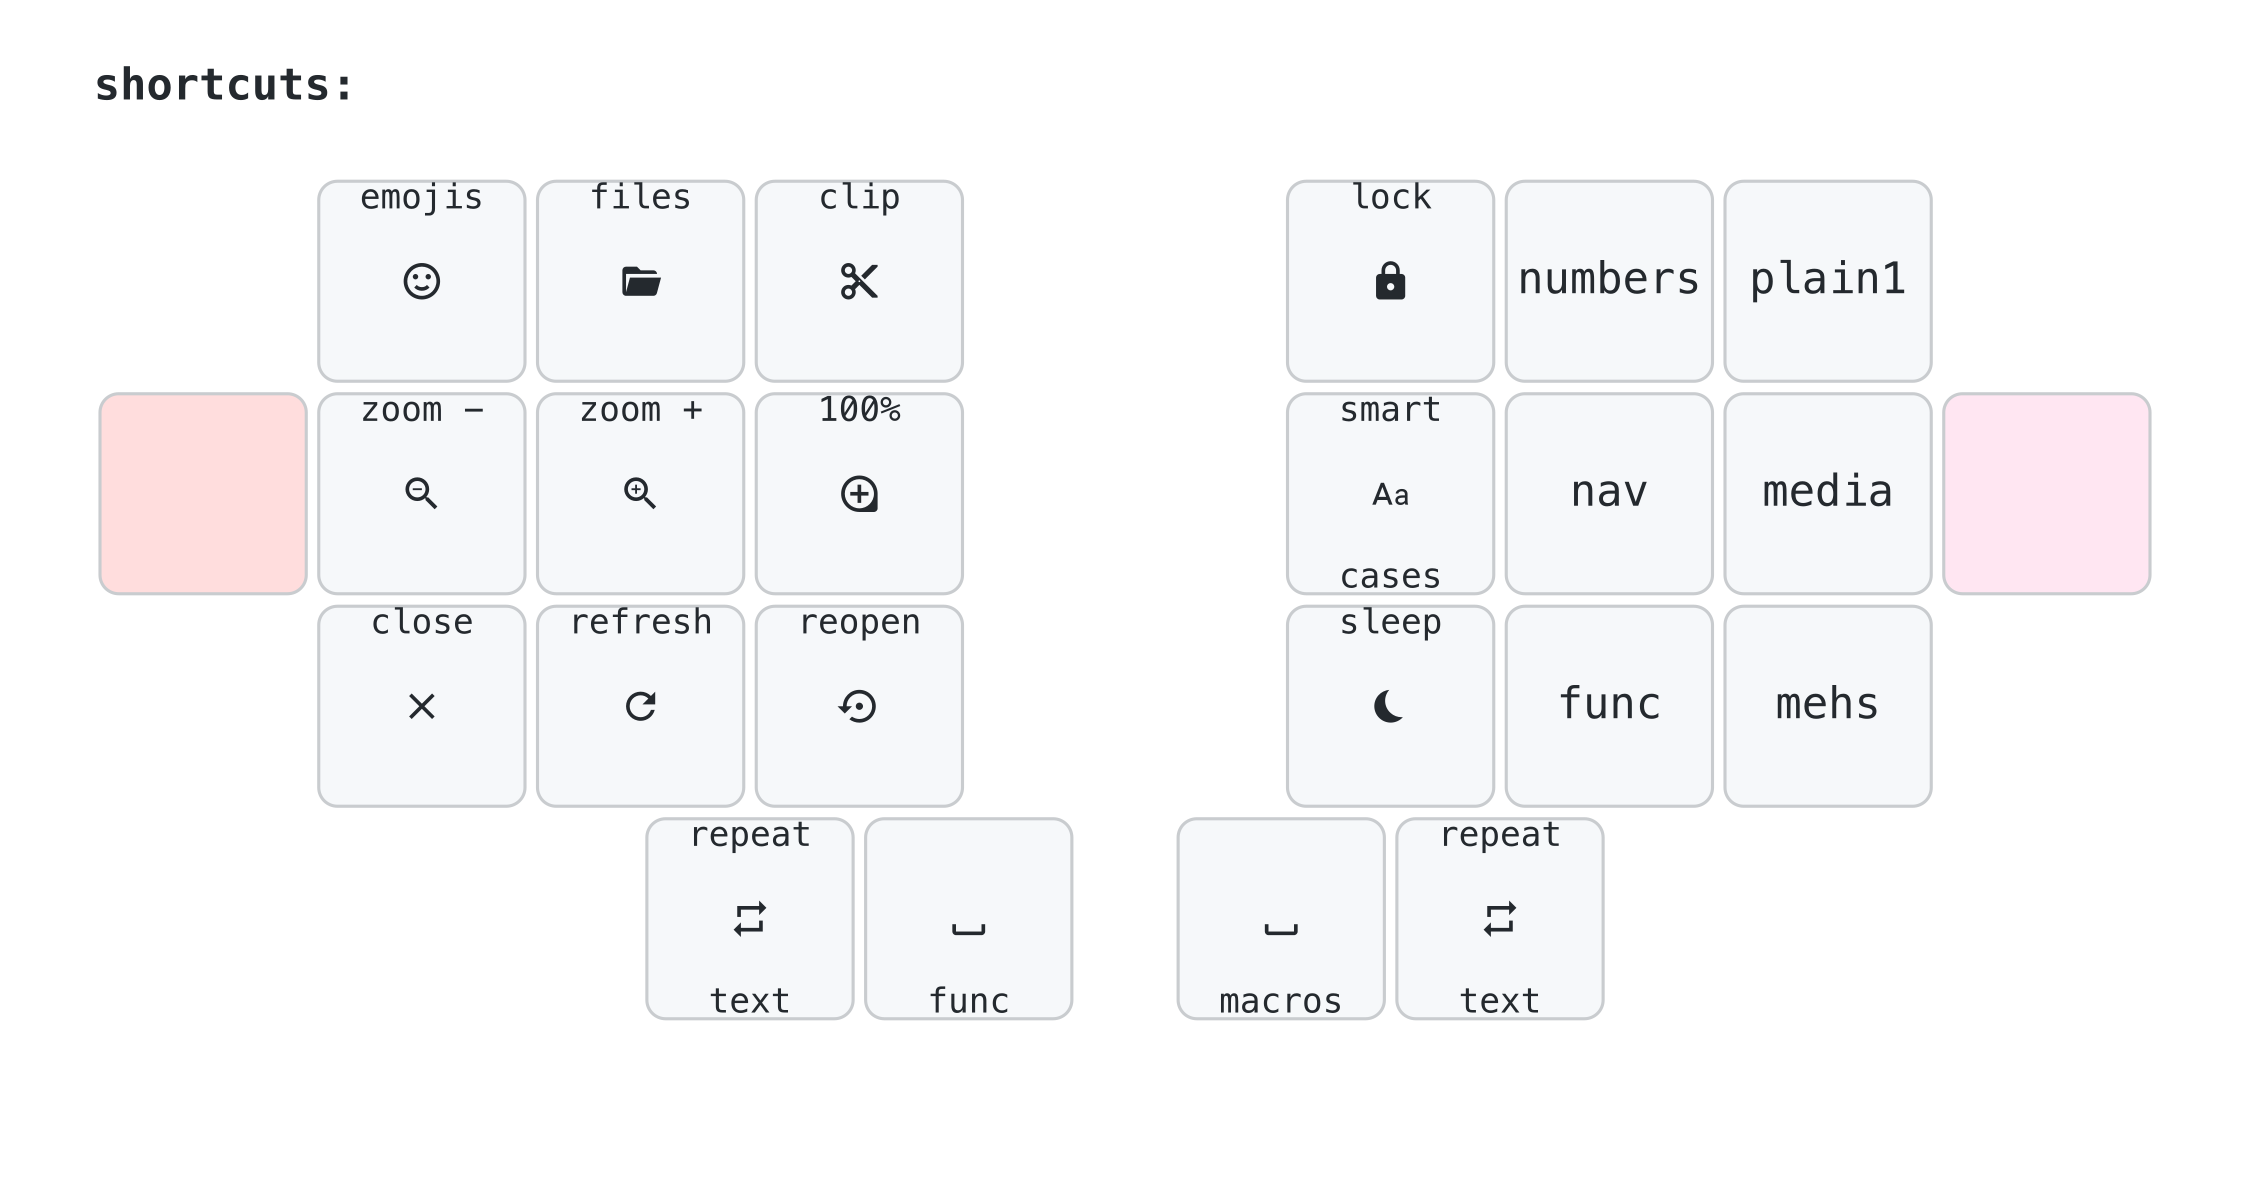 shortcuts:
emojis files clip lock numbers plain1
zoom − zoom + 100% smart Aa cases nav media
close refresh reopen sleep func mehs
repeat text func macros repeat text